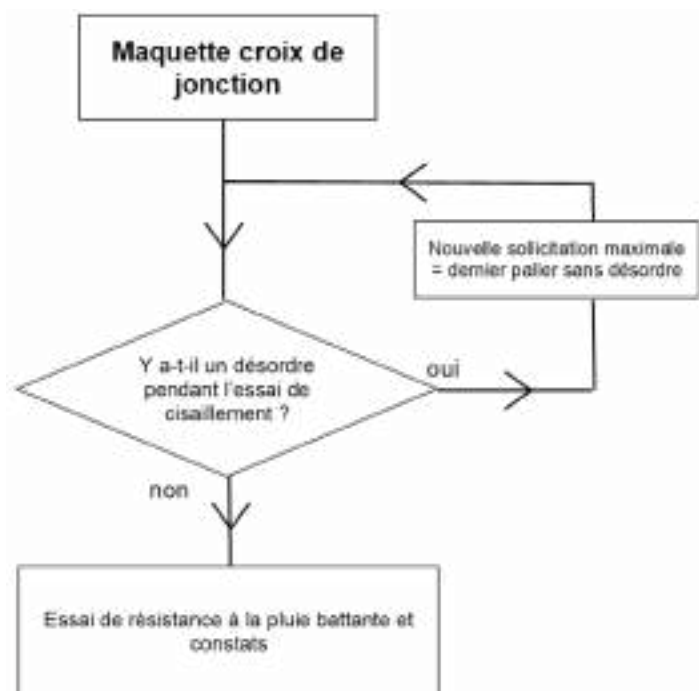 Maquette croix de
jonction
Nouvelle sollicitation maximale
= dernier palier sans désordre
Y a-t-il un désordre
pendant l'essai de
cisaillement ?
oui
non
Essai de résistance à la pluie battante et
constats